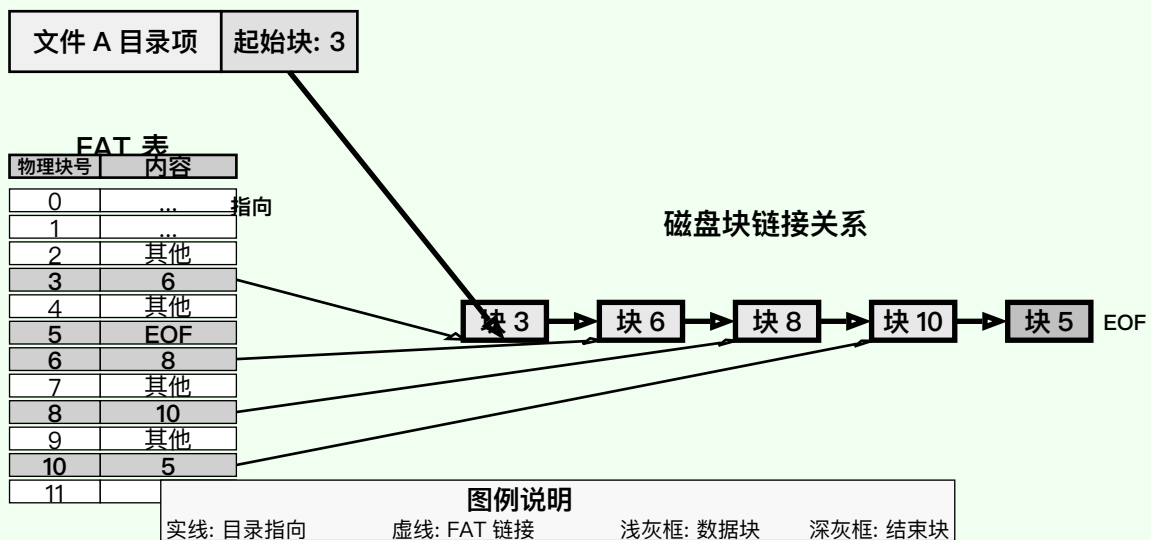 文件 A 目录项 起始块: 3
FAT 表
物理块号 内容
0 ...
指向
1 ...
2 其他
3 6
4 其他
5 EOF
6 8
7 其他
8 10
9 其他
10 5
11
磁盘块链接关系
块 3 块 6 块 8 块 10 块 5 EOF
图例说明
实线: 目录指向 虚线: FAT 链接 浅灰框: 数据块 深灰框: 结束块